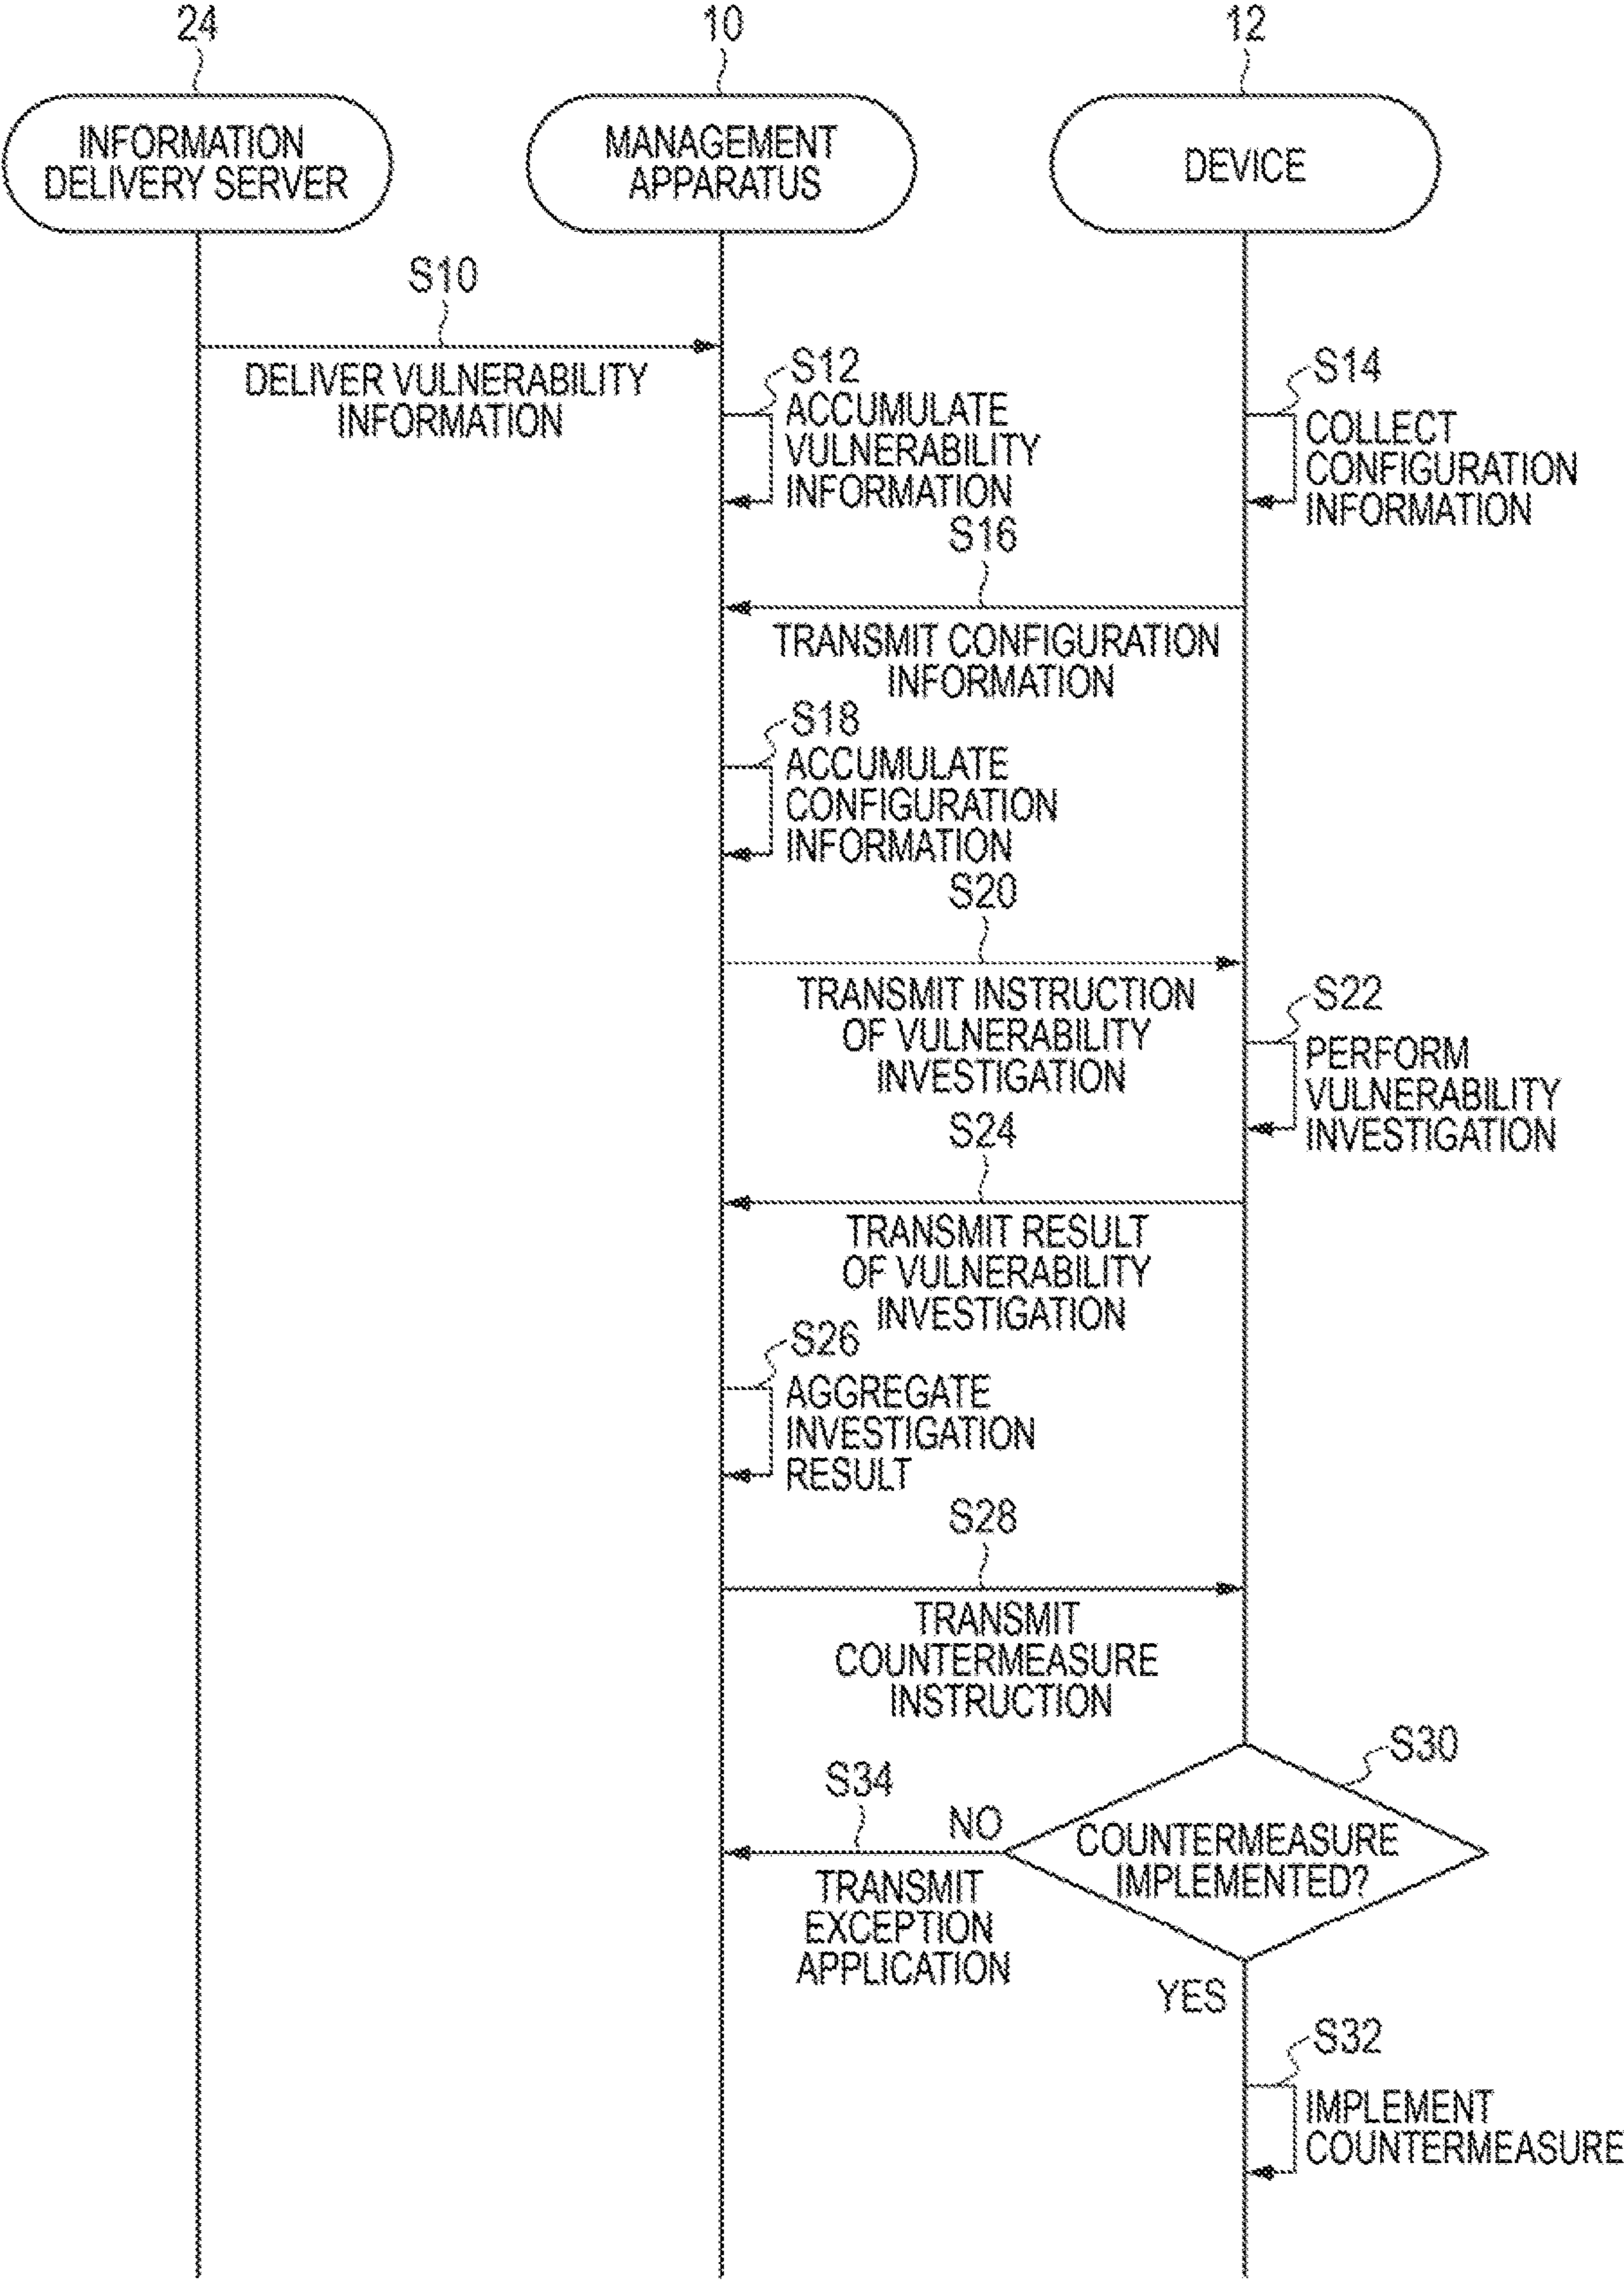 24
10
12
INFORMATION
DELIVERY SERVER
MANAGEMENT
APPARATUS
DEVICE
S10
DELIVER VULNERABILITY
INFORMATION
S12
ACCUMULATE
VULNERABILITY
INFORMATION
S14
COLLECT
CONFIGURATION
INFORMATION
S16
TRANSMIT CONFIGURATION
INFORMATION
S18
ACCUMULATE
CONFIGURATION
INFORMATION
S20
TRANSMIT INSTRUCTION
OF VULNERABILITY
INVESTIGATION
S22
PERFORM
VULNERABILITY
INVESTIGATION
S24
TRANSMIT RESULT
OF VULNERABILITY
INVESTIGATION
S26
AGGREGATE
INVESTIGATION
RESULT
S28
TRANSMIT
COUNTERMEASURE
INSTRUCTION
S30
COUNTERMEASURE
IMPLEMENTED?
S34
NO
TRANSMIT
EXCEPTION
APPLICATION
YES
S32
IMPLEMENT
COUNTERMEASURE